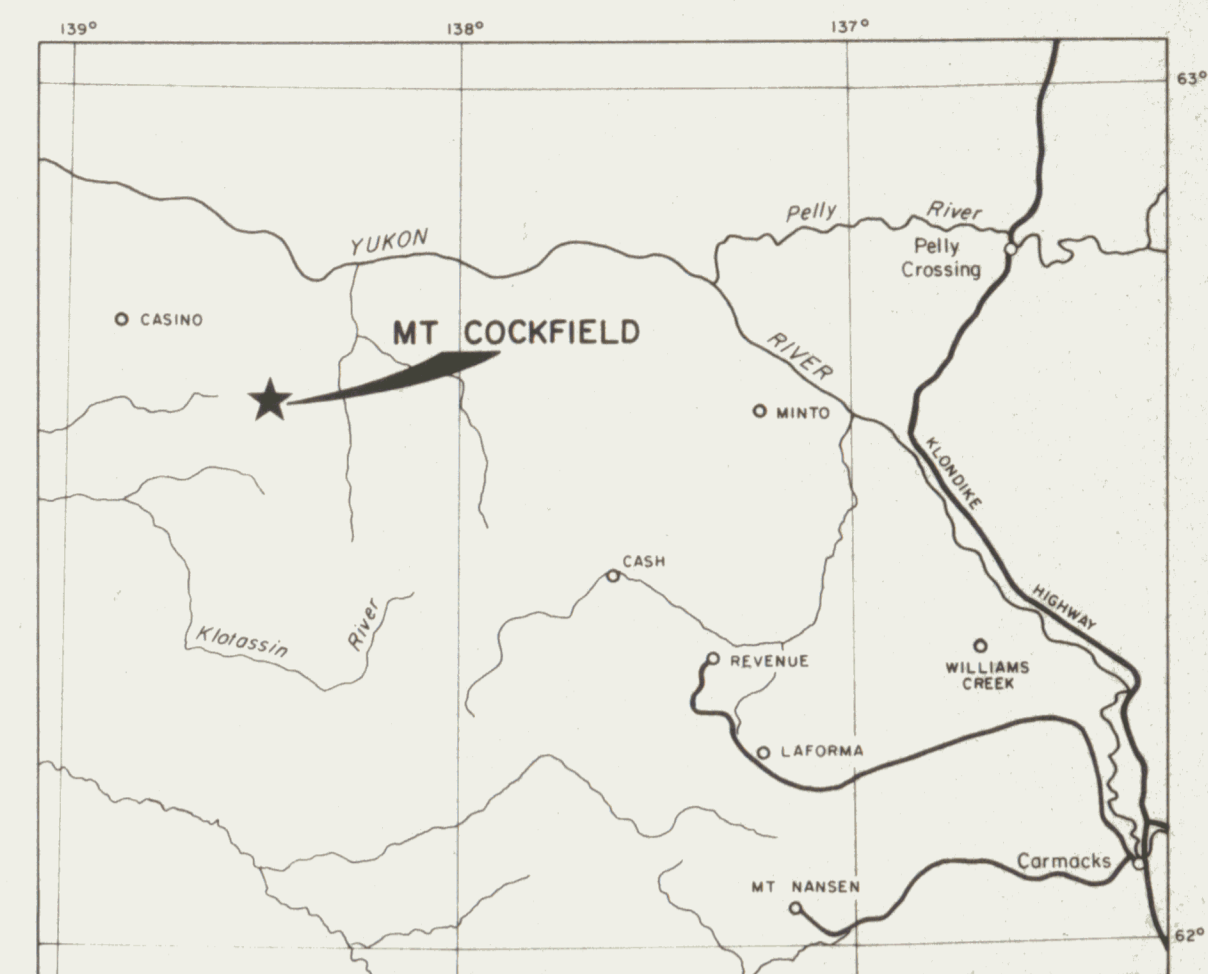 139° 138° 137°
63°
Pelly River
YUKON
Pelly
Crossing
CASINO
MT COCKFIELD
RIVER
MINTO
KLONDIKE
CASH
HIGHWAY
Klotassin River
REVENUE
WILLIAMS
CREEK
LAFORMA
Carmacks
MT NANSEN
62°